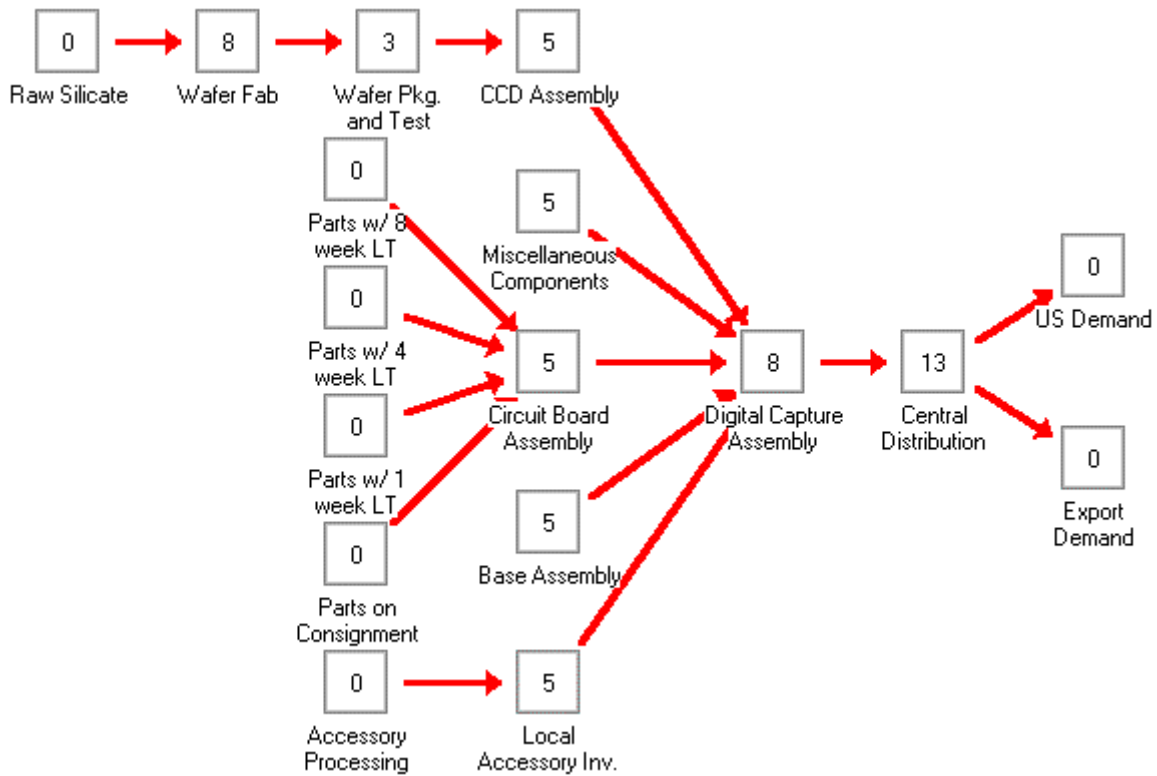 0
8
3
5
Raw Silicate
Wafer Fab
Wafer Pkg.
and Test
CCD Assembly
0
Parts w/ 8
week LT
5
Miscellaneous
Components
0
Parts w/ 4
week LT
5
Circuit Board
Assembly
8
Digital Capture
Assembly
13
Central
Distribution
0
US Demand
0
Export
Demand
0
Parts w/ 1
week LT
5
Base Assembly
0
Parts on
Consignment
0
Accessory
Processing
5
Local
Accessory Inv.